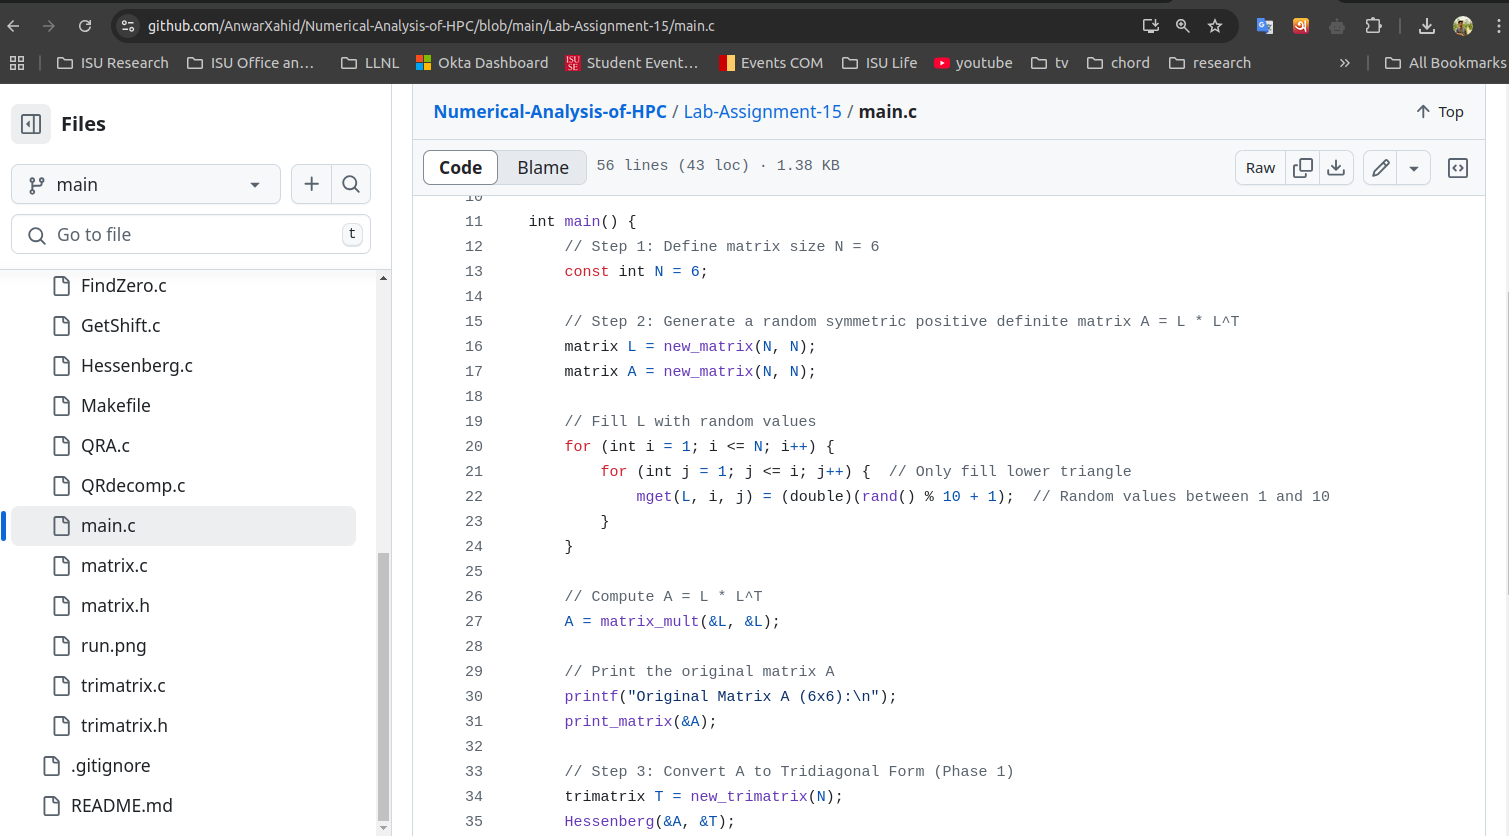 github.com/AnwarXahid/Numerical-Analysis-of-HPC/blob/main/Lab-Assignment-15/main.c
ISU Research ISU Office an... LLNL Okta Dashboard Student Event... Events COM ISU Life youtube tv chord research » All Bookmarks
Files
main
Go to file t
FindZero.c
GetShift.c
Hessenberg.c
Makefile
QRA.c
QRdecomp.c
main.c
matrix.c
matrix.h
run.png
trimatrix.c
trimatrix.h
.gitignore
README.md
Numerical-Analysis-of-HPC / Lab-Assignment-15 / main.c Top
Code Blame 56 lines (43 loc) · 1.38 KB Raw
10
11 int main() {
12 // Step 1: Define matrix size N = 6
13 const int N = 6;
14
15 // Step 2: Generate a random symmetric positive definite matrix A = L * L^T
16 matrix L = new_matrix(N, N);
17 matrix A = new_matrix(N, N);
18
19 // Fill L with random values
20 for (int i = 1; i <= N; i++) {
21 for (int j = 1; j <= i; j++) { // Only fill lower triangle
22 mget(L, i, j) = (double)(rand() % 10 + 1); // Random values between 1 and 10
23 }
24 }
25
26 // Compute A = L * L^T
27 A = matrix_mult(&L, &L);
28
29 // Print the original matrix A
30 printf("Original Matrix A (6x6):\n");
31 print_matrix(&A);
32
33 // Step 3: Convert A to Tridiagonal Form (Phase 1)
34 trimatrix T = new_trimatrix(N);
35 Hessenberg(&A, &T);